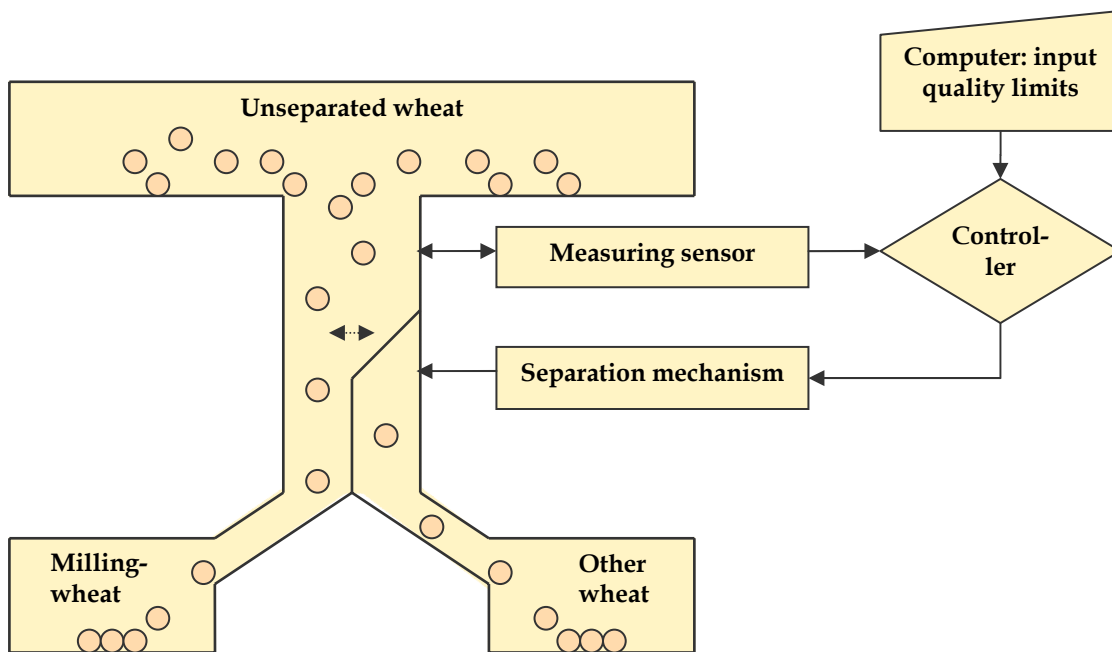 Computer: input
quality limits
Unseparated wheat
Measuring sensor
Control-
ler
Separation mechanism
Milling-
wheat
Other
wheat